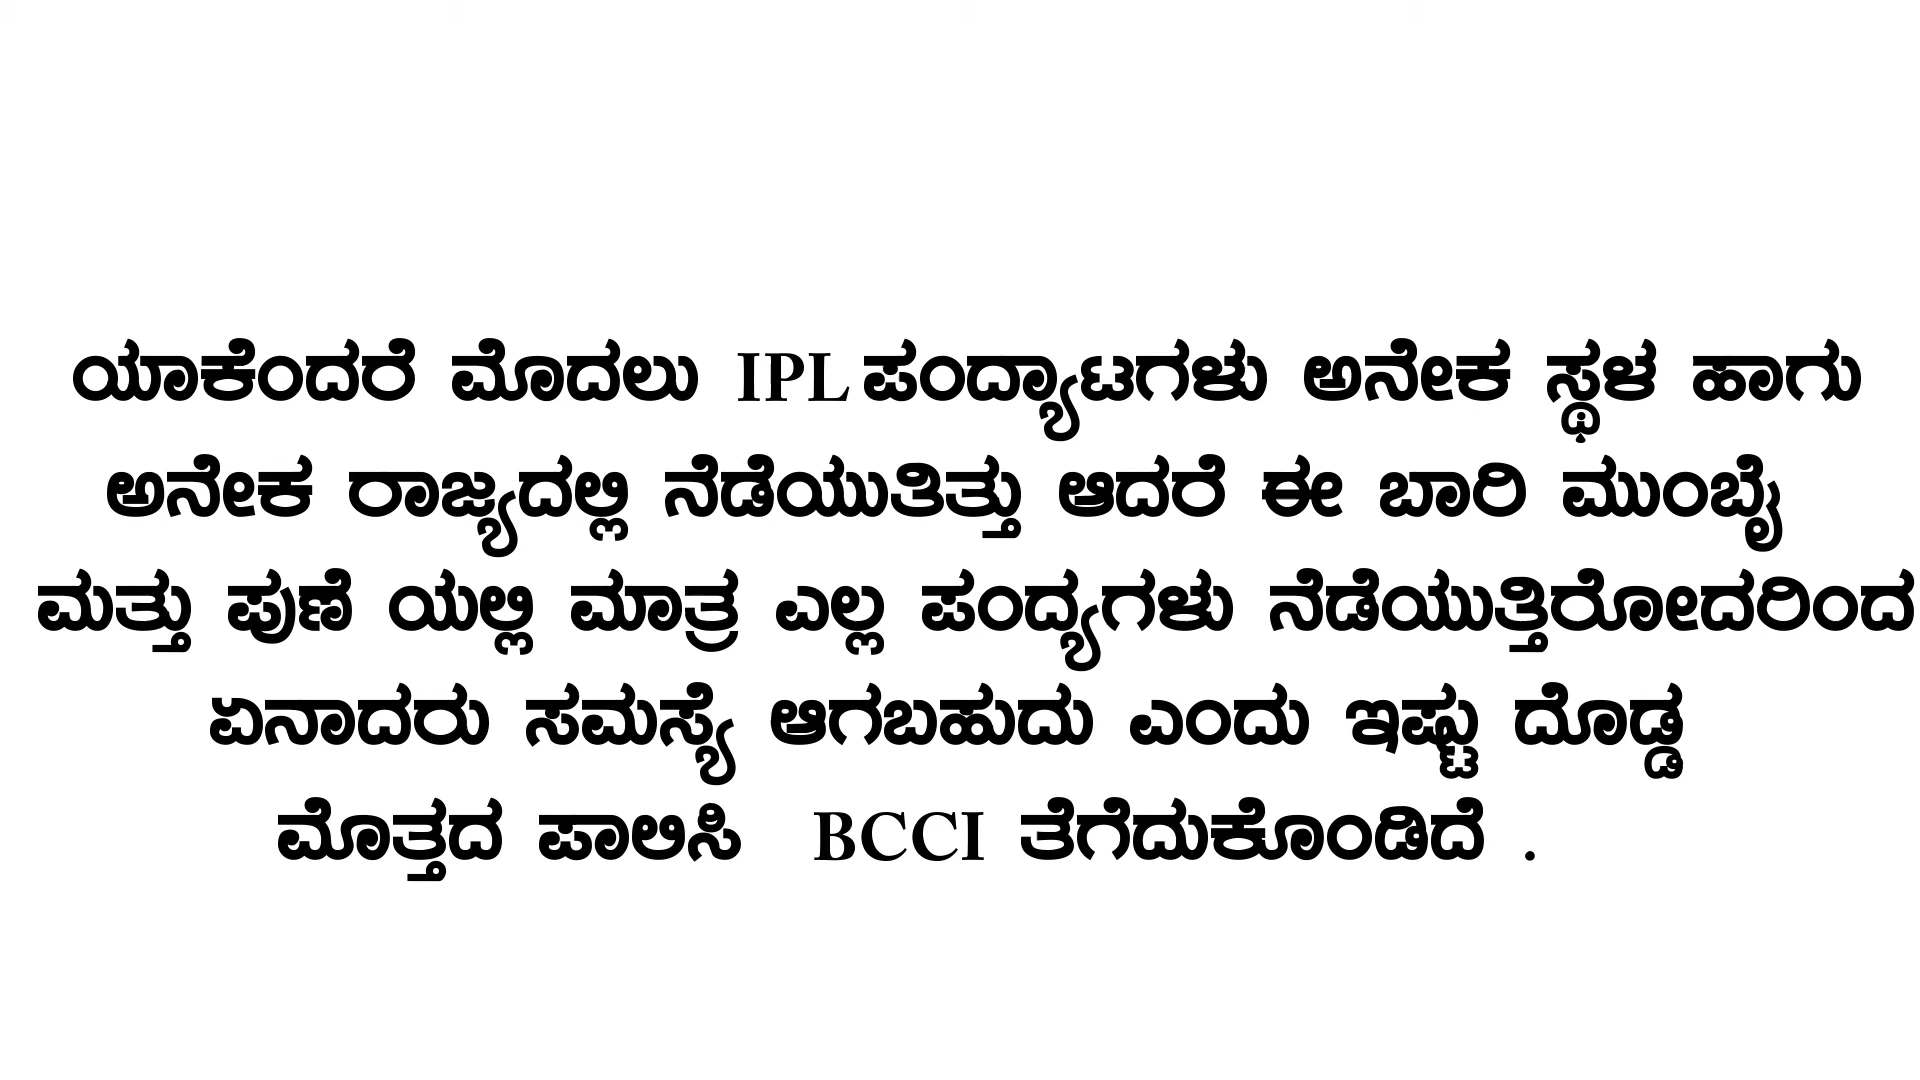 ಯಾಕೆಂದರೆ ಮೊದಲು IPL ಪಂದ್ಯಾಟಗಳು ಅನೇಕ ಸ್ಥಳ ಹಾಗು
ಅನೇಕ ರಾಜ್ಯದಲ್ಲಿ ನೆಡೆಯುತಿತ್ತು ಆದರೆ ಈ ಬಾರಿ ಮುಂಬೈ
ಮತ್ತು ಪುಣೆ ಯಲ್ಲಿ ಮಾತ್ರ ಎಲ್ಲ ಪಂದ್ಯಗಳು ನೆಡೆಯುತ್ತಿರೋದರಿಂದ
ಏನಾದರು ಸಮಸ್ಯೆ ಆಗಬಹುದು ಎಂದು ಇಷ್ಟು ದೊಡ್ಡ
ಮೊತ್ತದ ಪಾಲಿಸಿ BCCI ತೆಗೆದುಕೊಂಡಿದೆ .